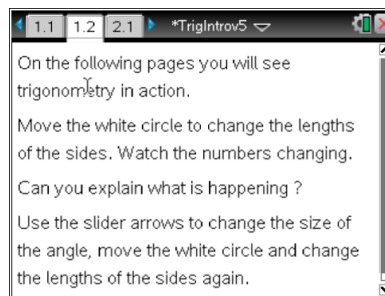 1.1 1.2 2.1 *TrigIntrov5
On the following pages you will see
trigonometry in action.
Move the white circle to change the lengths
of the sides. Watch the numbers changing.
Can you explain what is happening ?
Use the slider arrows to change the size of
the angle, move the white circle and change
the lengths of the sides again.